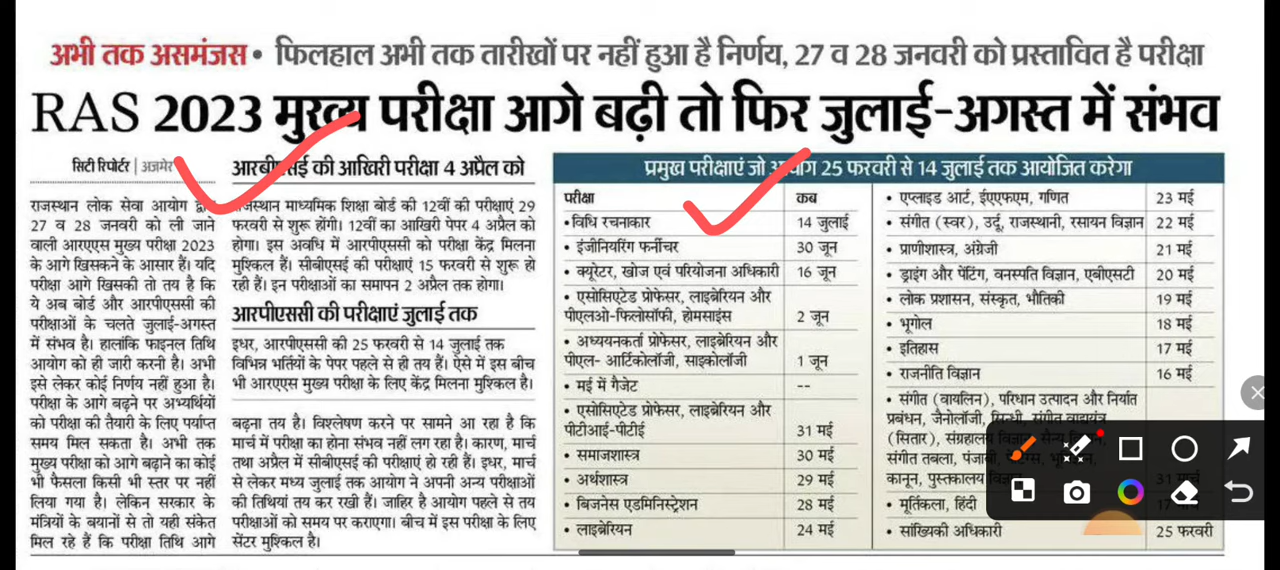 अभी तक असमंजस • फिलहाल अभी तक तारीखों पर नहीं हुआ है निर्णय, 27 व 28 जनवरी को प्रस्तावित है परीक्षा
RAS 2023 मुख्य परीक्षा आगे बढ़ी तो फिर जुलाई-अगस्त में संभव
सिटी रिपोर्टर | अजमेर
राजस्थान लोक सेवा आयोग द्वारा
27 व 28 जनवरी को ली जाने
वाली आरएएस मुख्य परीक्षा 2023
के आगे खिसकने के आसार हैं। यदि
परीक्षा आगे खिसकी तो तय है कि
ये अब बोर्ड और आरपीएससी की
परीक्षाओं के चलते जुलाई-अगस्त
में संभव है। हालांकि फाइनल तिथि
आयोग को ही जारी करनी है। अभी
इसे लेकर कोई निर्णय नहीं हुआ है।
परीक्षा के आगे बढ़ने पर अभ्यर्थियों
को परीक्षा की तैयारी के लिए पर्याप्त
समय मिल सकता है। अभी तक
मुख्य परीक्षा को आगे बढ़ाने का कोई
भी फैसला किसी भी स्तर पर नहीं
लिया गया है। लेकिन सरकार के
मंत्रियों के बयानों से तो यही संकेत
मिल रहे हैं कि परीक्षा तिथि आगे
आरबीएसई की आखिरी परीक्षा 4 अप्रैल को
राजस्थान माध्यमिक शिक्षा बोर्ड की 12वीं की परीक्षाएं 29
फरवरी से शुरू होंगी। 12वीं का आखिरी पेपर 4 अप्रैल को
होगा। इस अवधि में आरपीएससी को परीक्षा केंद्र मिलना
मुश्किल हैं। सीबीएसई की परीक्षाएं 15 फरवरी से शुरू हो
रही हैं। इन परीक्षाओं का समापन 2 अप्रैल तक होगा।
आरपीएससी की परीक्षाएं जुलाई तक
इधर, आरपीएससी की 25 फरवरी से 14 जुलाई तक
विभिन्न भर्तियों के पेपर पहले से ही तय हैं। ऐसे में इस बीच
भी आरएएस मुख्य परीक्षा के लिए केंद्र मिलना मुश्किल है।
बढ़ना तय है। विश्लेषण करने पर सामने आ रहा है कि
मार्च में परीक्षा का होना संभव नहीं लग रहा है। कारण, मार्च
तथा अप्रैल में सीबीएसई की परीक्षाएं हो रही हैं। इधर, मार्च
से लेकर मध्य जुलाई तक आयोग ने अपनी अन्य परीक्षाओं
की तिथियां तय कर रखी हैं। जाहिर है आयोग पहले से तय
परीक्षाओं को समय पर कराएगा। बीच में इस परीक्षा के लिए
सेंटर मुश्किल है।
प्रमुख परीक्षाएं जो आयोग 25 फरवरी से 14 जुलाई तक आयोजित करेगा
परीक्षा कब
• विधि रचनाकार 14 जुलाई
• इंजीनियरिंग फर्नीचर 30 जून
• क्यूरेटर, खोज एवं परियोजना अधिकारी 16 जून
• एसोसिएटेड प्रोफेसर, लाइब्रेरियन और
पीएलओ-फिलोसॉफी, होमसाइंस 2 जून
• अध्ययनकर्ता प्रोफेसर, लाइब्रेरियन और
पीएल- आर्टिकोलॉजी, साइकोलॉजी 1 जून
• मई में गैजेट --
• एसोसिएटेड प्रोफेसर, लाइब्रेरियन और
पीटीआई-पीटीई 31 मई
• समाजशास्त्र 30 मई
• अर्थशास्त्र 29 मई
• बिजनेस एडमिनिस्ट्रेशन 28 मई
• लाइब्रेरियन 24 मई
• एप्लाइड आर्ट, ईएएफएम, गणित 23 मई
• संगीत (स्वर), उर्दू, राजस्थानी, रसायन विज्ञान 22 मई
• प्राणीशास्त्र, अंग्रेजी 21 मई
• ड्राइंग और पेंटिंग, वनस्पति विज्ञान, एबीएसटी 20 मई
• लोक प्रशासन, संस्कृत, भौतिकी 19 मई
• भूगोल 18 मई
• इतिहास 17 मई
• राजनीति विज्ञान 16 मई
• संगीत (वायलिन), परिधान उत्पादन और निर्यात
प्रबंधन, जैनोलॉजी, सिन्धी, संगीत वाद्ययंत्र
(सितार), संग्रहालय विज्ञान, सैन्य विज्ञान,
संगीत तबला, पंजाबी,
कानून, पुस्तकालय विज्ञान 31 मार्च
• मूर्तिकला, हिंदी 17 मार्च
• सांख्यिकी अधिकारी 25 फरवरी